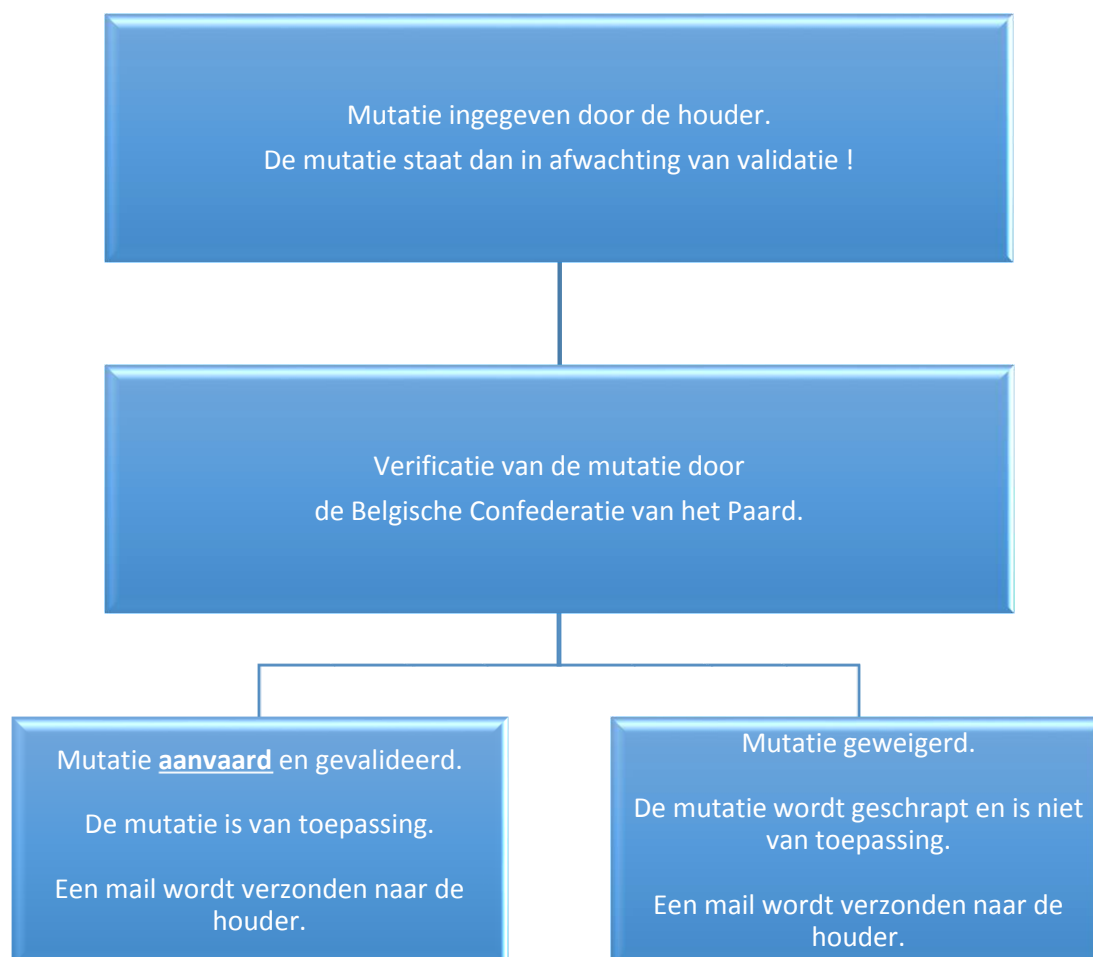 Mutatie ingegeven door de houder.
De mutatie staat dan in afwachting van validatie !
Verificatie van de mutatie door
de Belgische Confederatie van het Paard.
Mutatie aanvaard en gevalideerd.
De mutatie is van toepassing.
Een mail wordt verzonden naar de
houder.
Mutatie geweigerd.
De mutatie wordt geschrapt en is niet
van toepassing.
Een mail wordt verzonden naar de
houder.